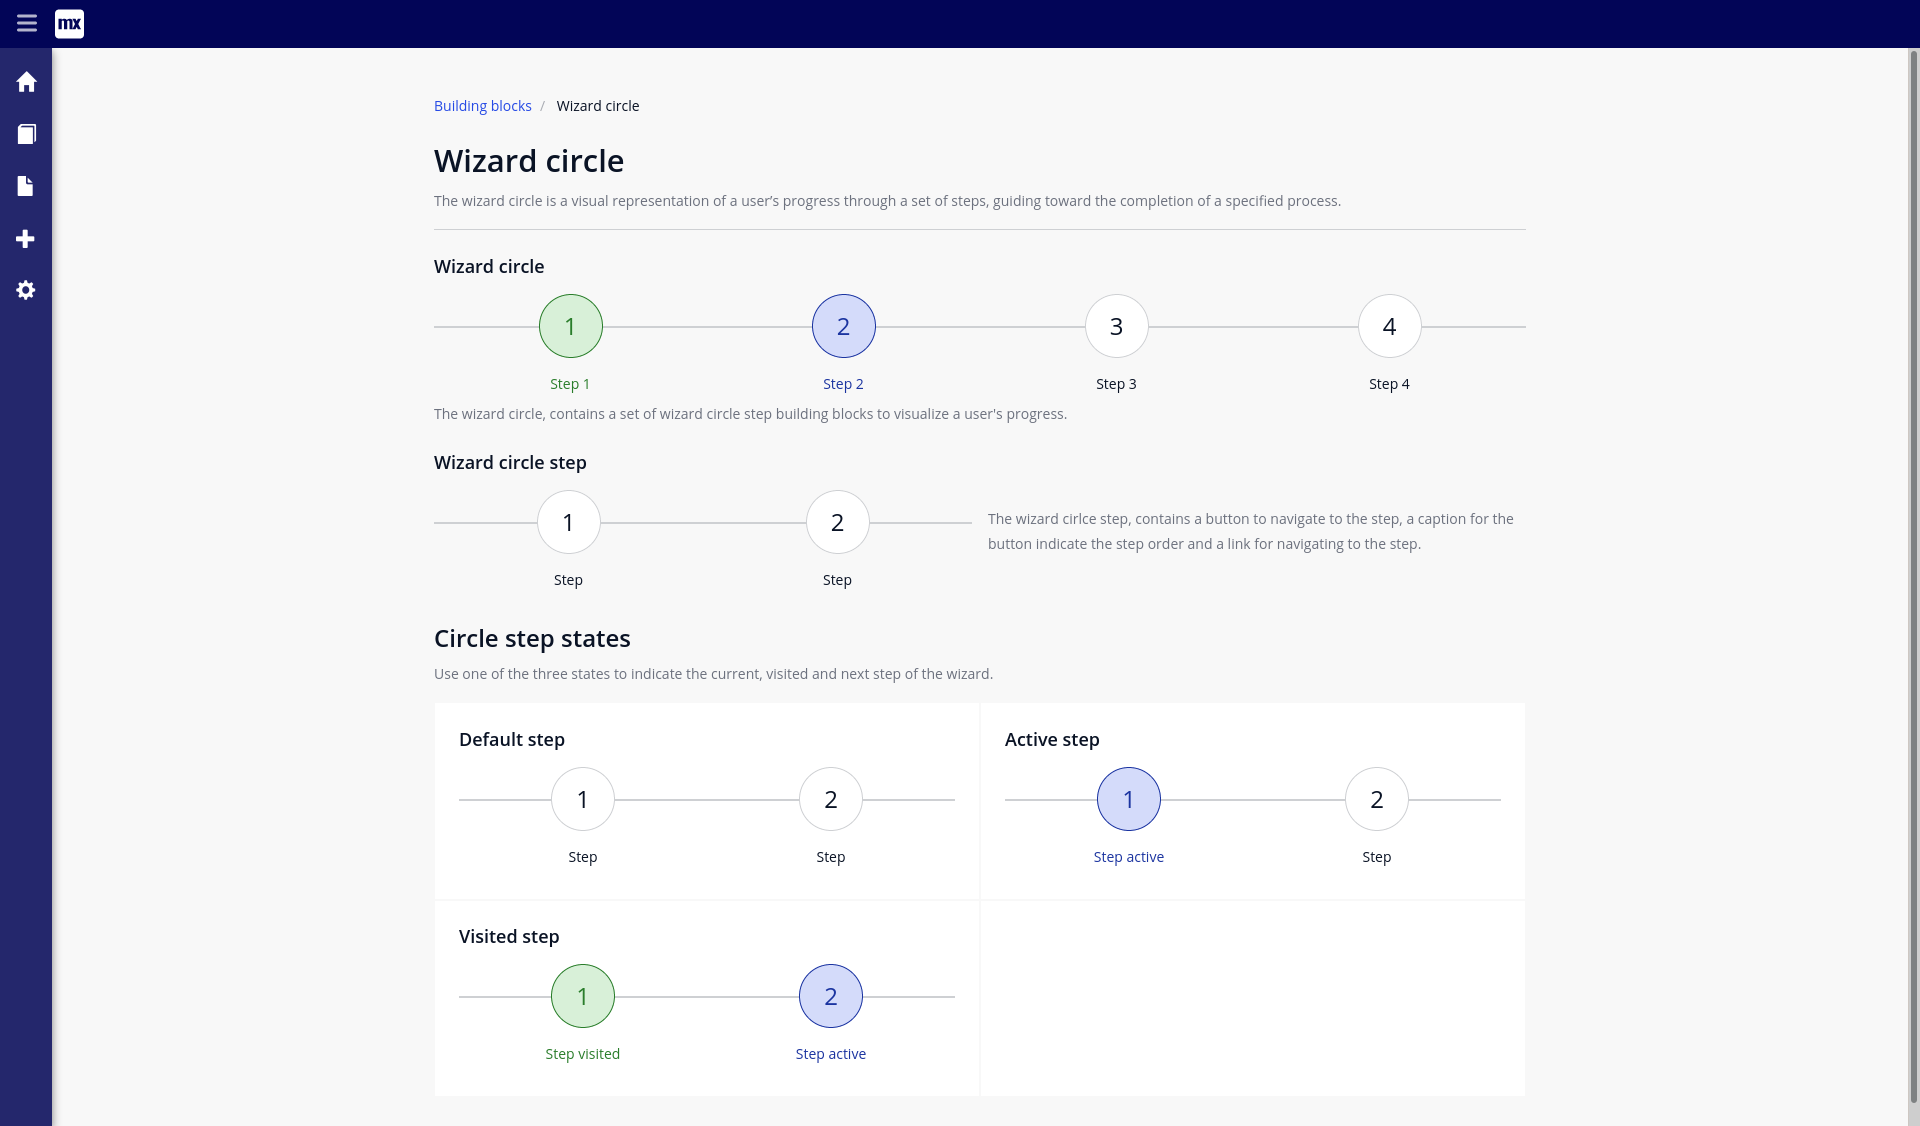 mx
Building blocks / Wizard circle
Wizard circle
The wizard circle is a visual representation of a user’s progress through a set of steps, guiding toward the completion of a specified process.
Wizard circle
1 2 3 4
Step 1 Step 2 Step 3 Step 4
The wizard circle, contains a set of wizard circle step building blocks to visualize a user's progress.
Wizard circle step
1 2
Step Step
The wizard cirlce step, contains a button to navigate to the step, a caption for the
button indicate the step order and a link for navigating to the step.
Circle step states
Use one of the three states to indicate the current, visited and next step of the wizard.
Default step
1 2
Step Step
Active step
1 2
Step active Step
Visited step
1 2
Step visited Step active